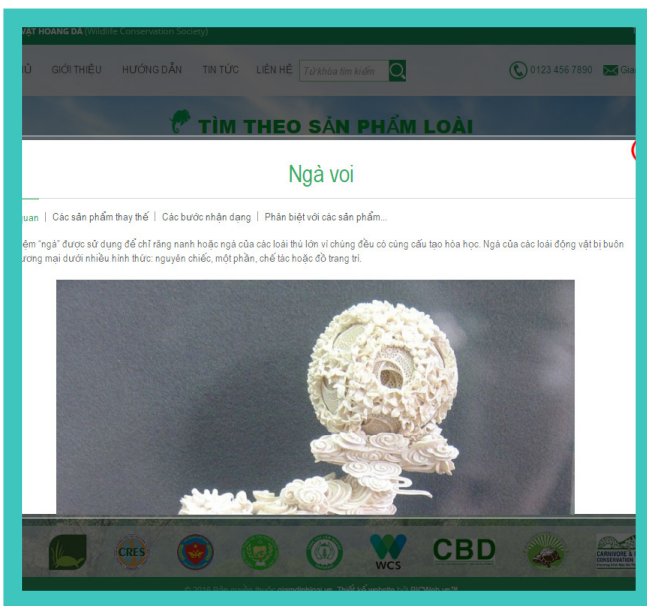 VẬT HOANG DÃ (Wildlife Conservation Society)
GIỚI THIỆU HƯỚNG DẪN TIN TỨC LIÊN HỆ Từ khóa tìm kiếm 0123 456 7890
TÌM THEO SẢN PHẨM LOÀI
Ngà voi
quan | Các sản phẩm thay thế | Các bước nhận dạng | Phân biệt với các sản phẩm...
"ngà" được sử dụng để chỉ răng nanh hoặc ngà của các loài thú lớn vì chúng đều có cùng cấu tạo hóa học. Ngà của các loài động vật bị buôn
mại dưới nhiều hình thức: nguyên chiếc, một phần, chế tác hoặc đồ trang trí.
CRES
WCS
CBD
CARNIVORE &
CONSERVATION